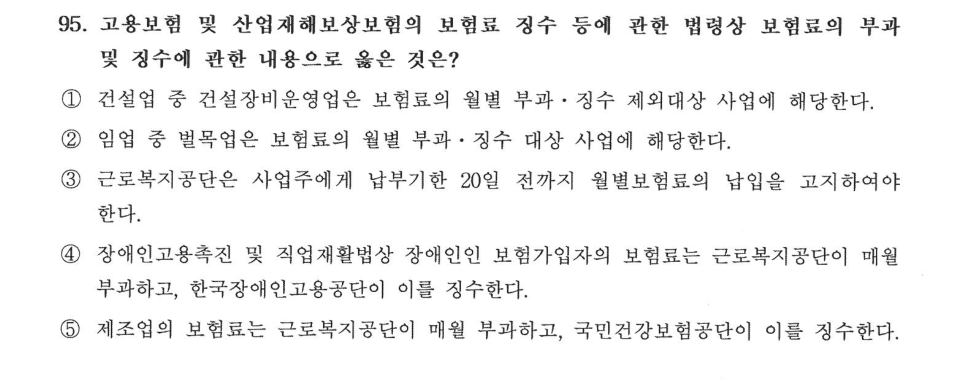 95. 고용보험 및 산업재해보상보험의 보험료 징수 등에 관한 법령상 보험료의 부과
및 징수에 관한 내용으로 옳은 것은?
① 건설업 중 건설장비운영업은 보험료의 월별 부과·징수 제외대상 사업에 해당한다.
② 임업 중 벌목업은 보험료의 월별 부과·징수 대상 사업에 해당한다.
③ 근로복지공단은 사업주에게 납부기한 20일 전까지 월별보험료의 납입을 고지하여야
한다.
④ 장애인고용촉진 및 직업재활법상 장애인인 보험가입자의 보험료는 근로복지공단이 매월
부과하고, 한국장애인고용공단이 이를 징수한다.
⑤ 제조업의 보험료는 근로복지공단이 매월 부과하고, 국민건강보험공단이 이를 징수한다.